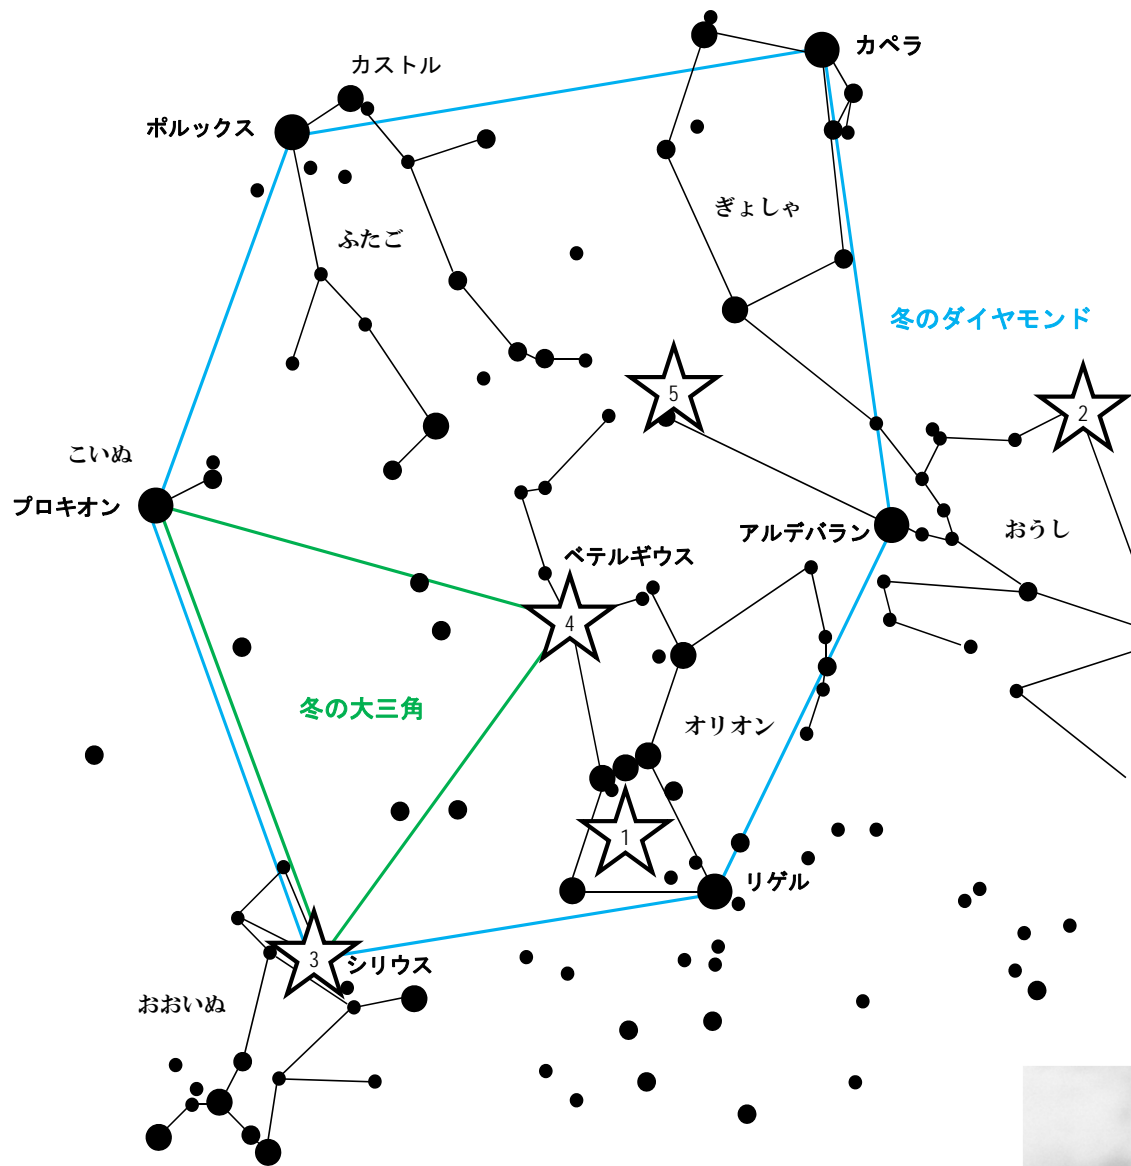 カペラ
カストル
ポルックス
ぎょしゃ
ふたご
冬のダイヤモンド
5
2
こいぬ
プロキオン
アルデバラン
おうし
ベテルギウス
4
冬の大三角
オリオン
1
リゲル
3
シリウス
おおいぬ